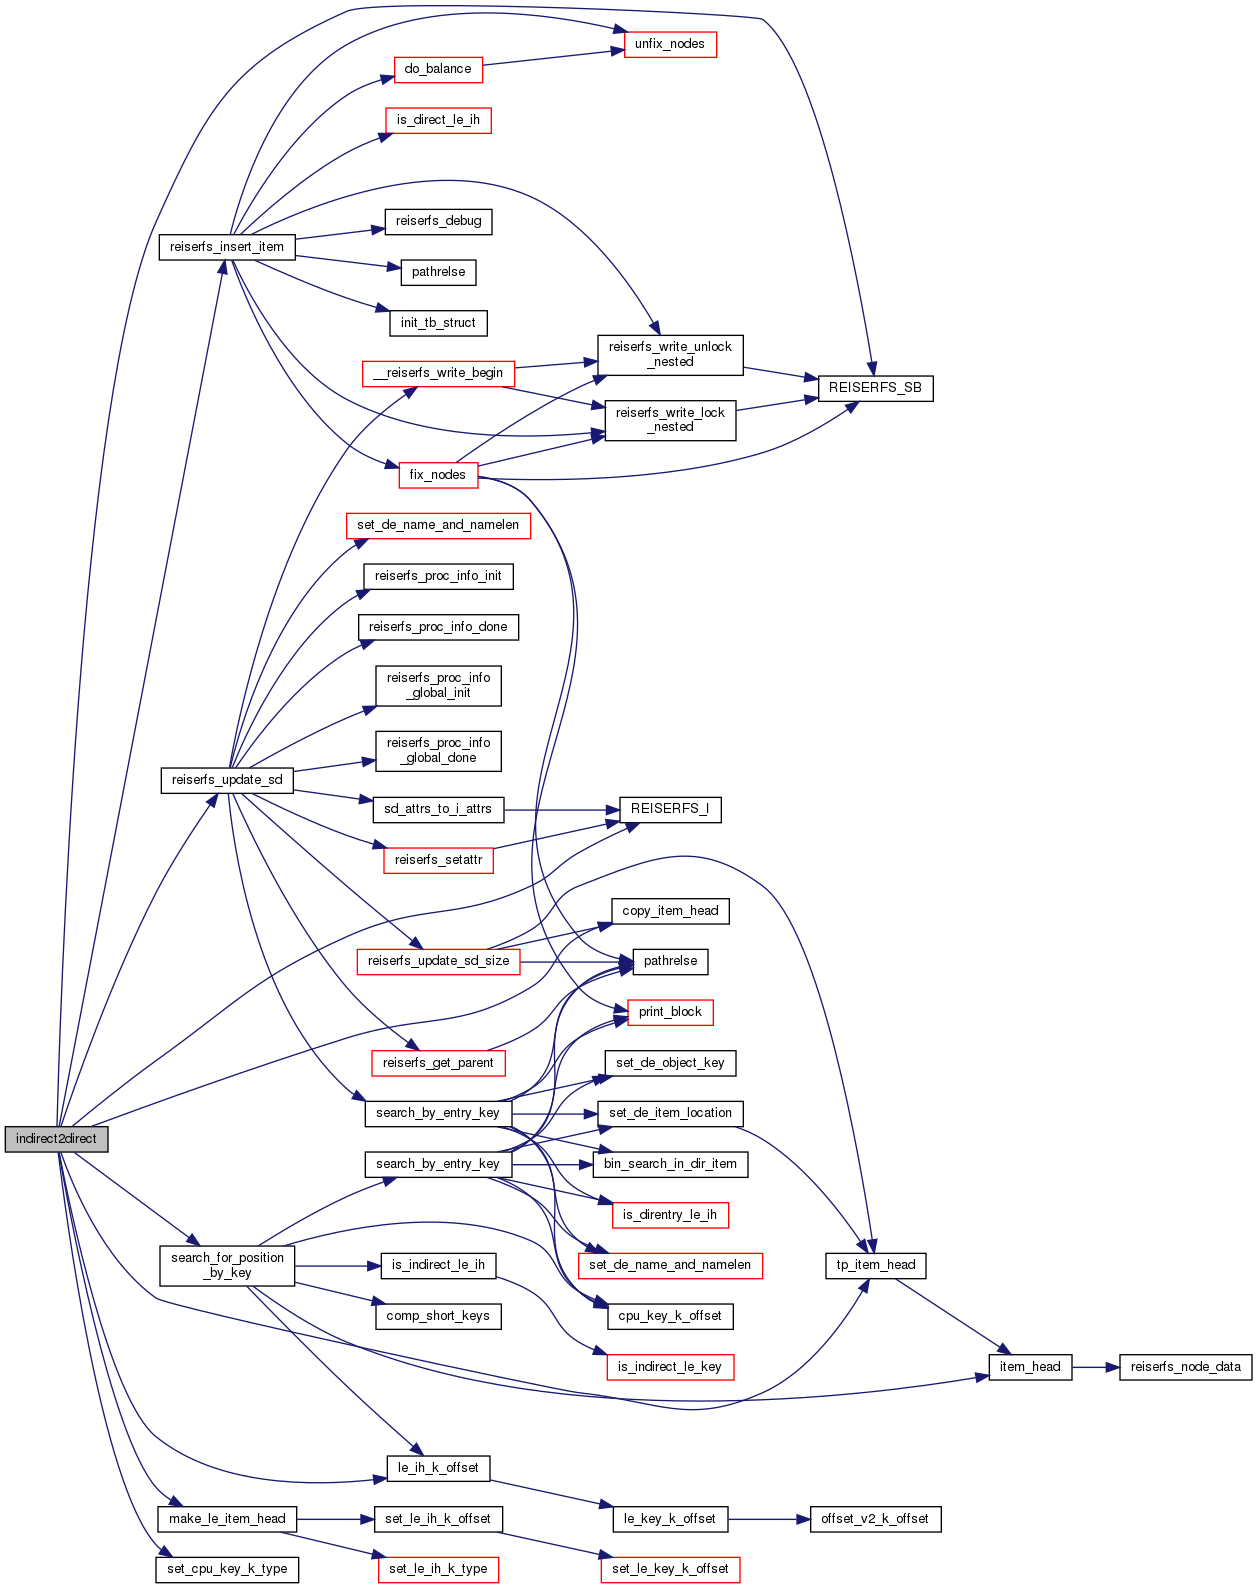 unfix_nodes
do_balance
is_direct_le_ih
reiserfs_debug
reiserfs_insert_item
pathrelse
init_tb_struct
reiserfs_write_unlock
_nested
__reiserfs_write_begin
REISERFS_SB
reiserfs_write_lock
_nested
fix_nodes
set_de_name_and_namelen
reiserfs_proc_info_init
reiserfs_proc_info_done
reiserfs_proc_info
_global_init
reiserfs_proc_info
_global_done
reiserfs_update_sd
sd_attrs_to_i_attrs
REISERFS_I
reiserfs_setattr
copy_item_head
reiserfs_update_sd_size
pathrelse
print_block
reiserfs_get_parent
set_de_object_key
search_by_entry_key
set_de_item_location
indirect2direct
search_by_entry_key
bin_search_in_dir_item
is_direntry_le_ih
search_for_position
_by_key
is_indirect_le_ih
set_de_name_and_namelen
tp_item_head
comp_short_keys
cpu_key_k_offset
is_indirect_le_key
item_head
reiserfs_node_data
le_ih_k_offset
make_le_item_head
set_le_ih_k_offset
le_key_k_offset
offset_v2_k_offset
set_cpu_key_k_type
set_le_ih_k_type
set_le_key_k_offset